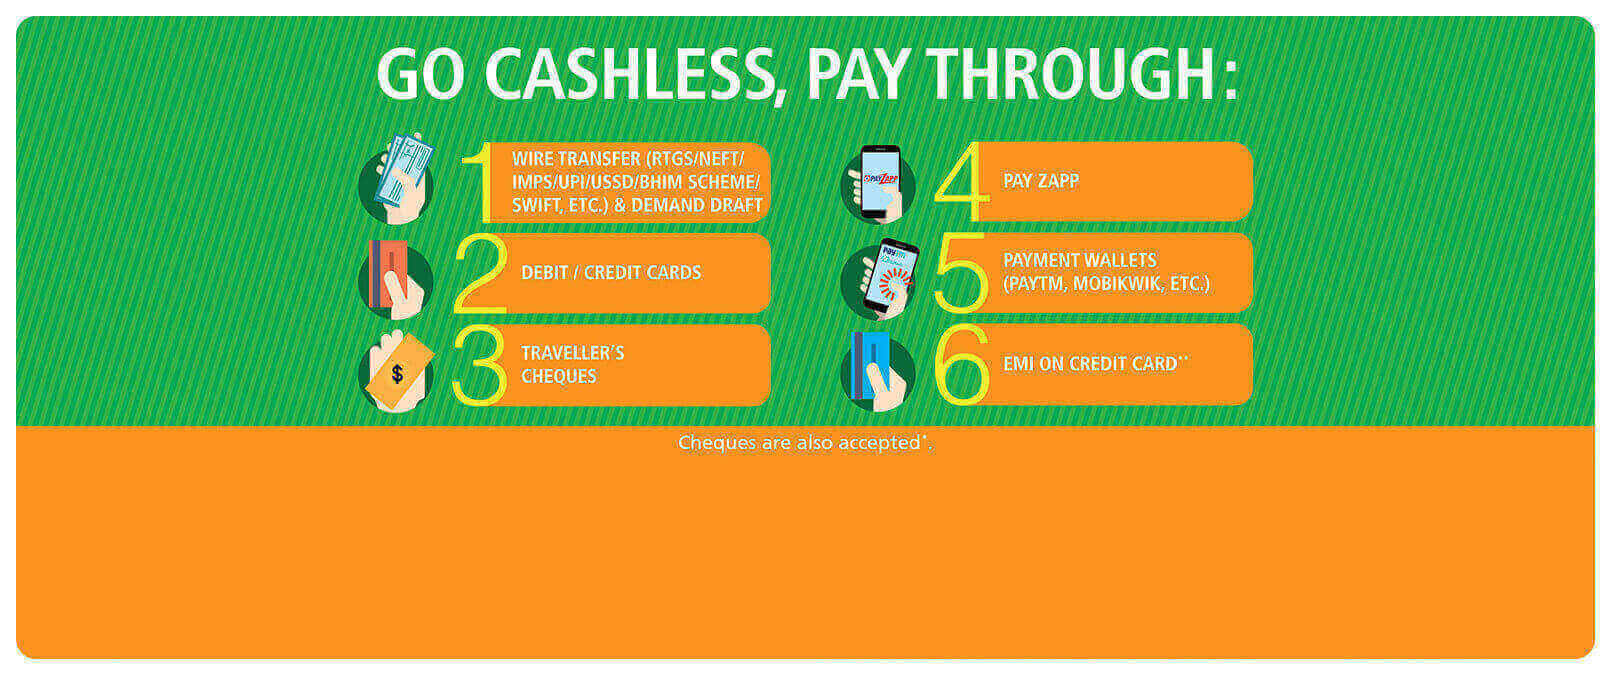 GO CASHLESS, PAY THROUGH:
1 WIRE TRANSFER (RTGS/NEFT/
IMPS/UPI/USSD/BHIM SCHEME/
SWIFT, ETC.) & DEMAND DRAFT
2 DEBIT / CREDIT CARDS
3 TRAVELLER'S
CHEQUES
$
4 PAY ZAPP
PAYZAPP
5 PAYMENT WALLETS
(PAYTM, MOBIKWIK, ETC.)
6 EMI ON CREDIT CARD**
Cheques are also accepted*.